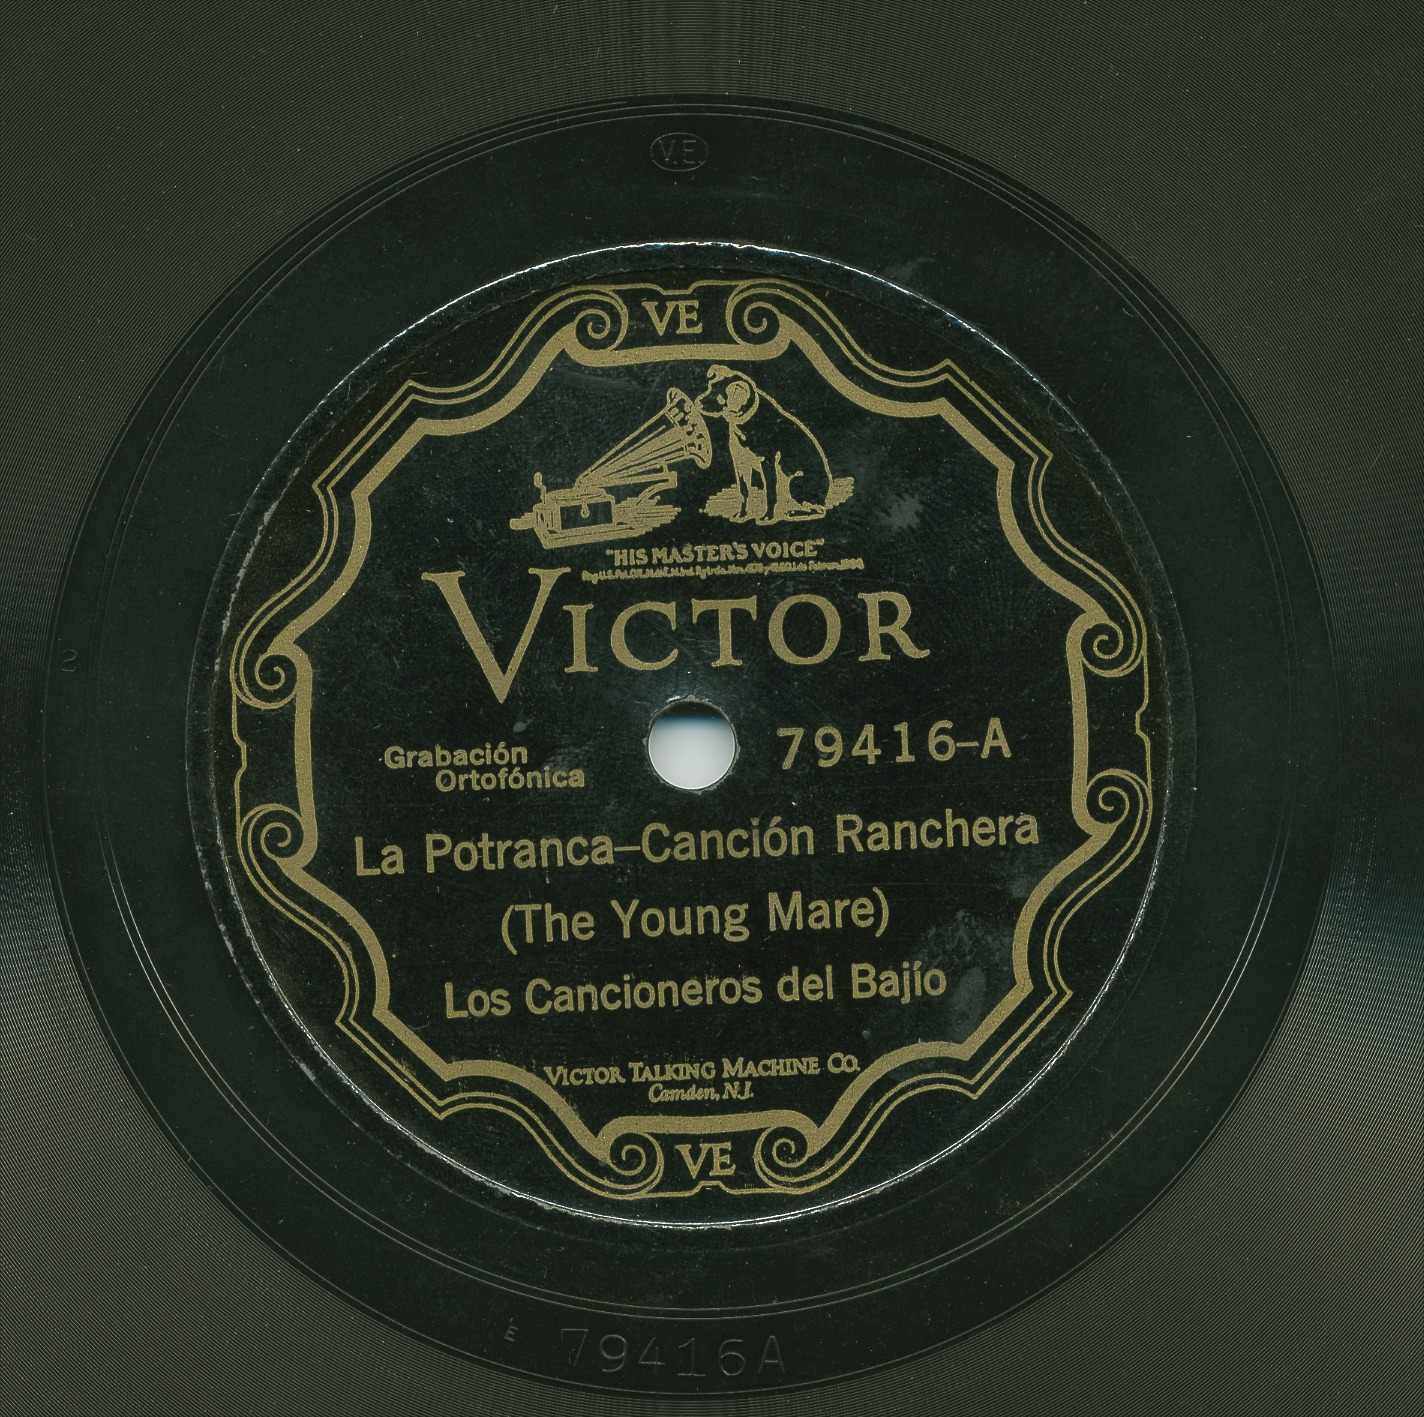 V.E.
VE
"HIS MASTER'S VOICE"
VICTOR
2
Grabación
Ortofónica
79416-A
La Potranca–Canción Ranchera
(The Young Mare)
Los Cancioneros del Bajío
VICTOR TALKING MACHINE CO.
Camden, N.J.
VE
E 79416A